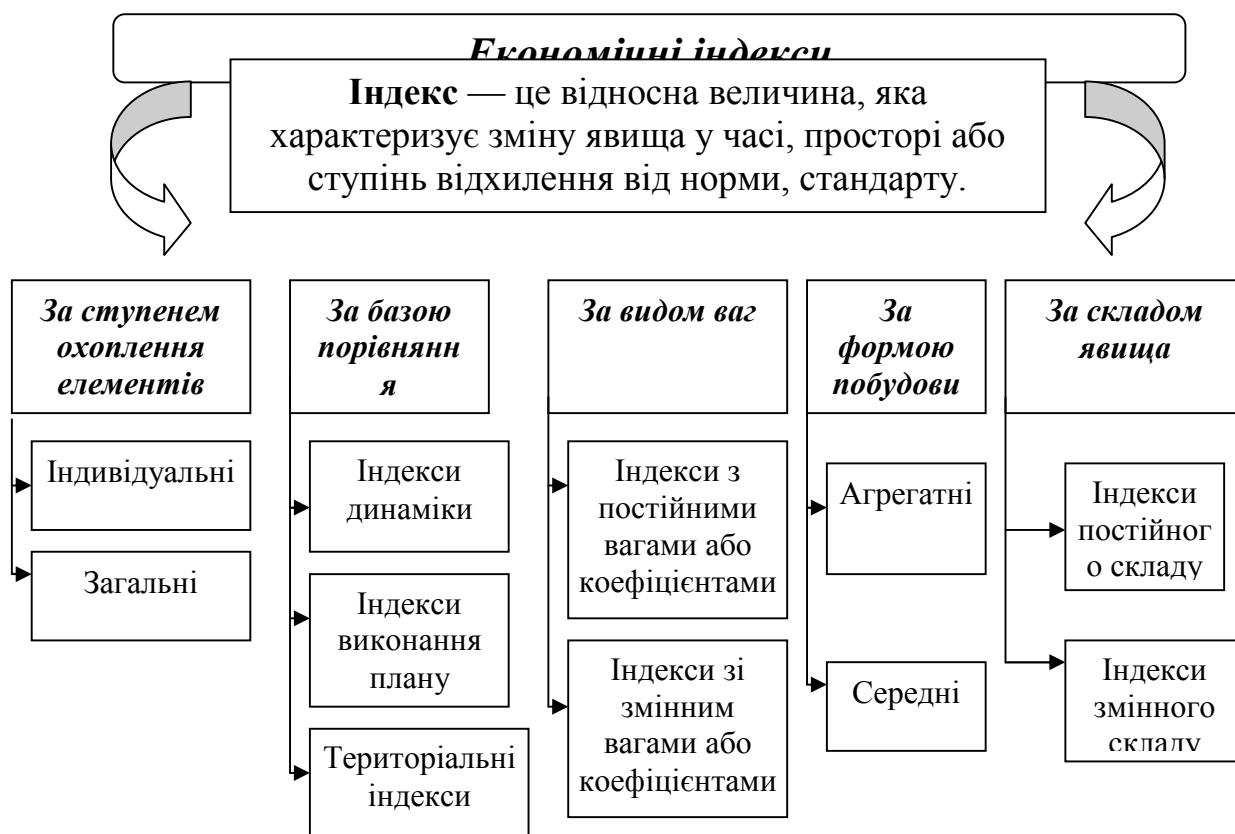 Економічні індекси
Індекс — це відносна величина, яка
характеризує зміну явища у часі, просторі або
ступінь відхилення від норми, стандарту.
За ступенем
охоплення
елементів
Індивідуальні
Загальні
За базою
порівнянн
я
Індекси
динаміки
Індекси
виконання
плану
Територіальні
індекси
За видом ваг
Індекси з
постійними
вагами або
коефіцієнтами
Індекси зі
змінним
вагами або
коефіцієнтами
За
формою
побудови
Агрегатні
Середні
За складом
явища
Індекси
постійног
о складу
Індекси
змінного
складу